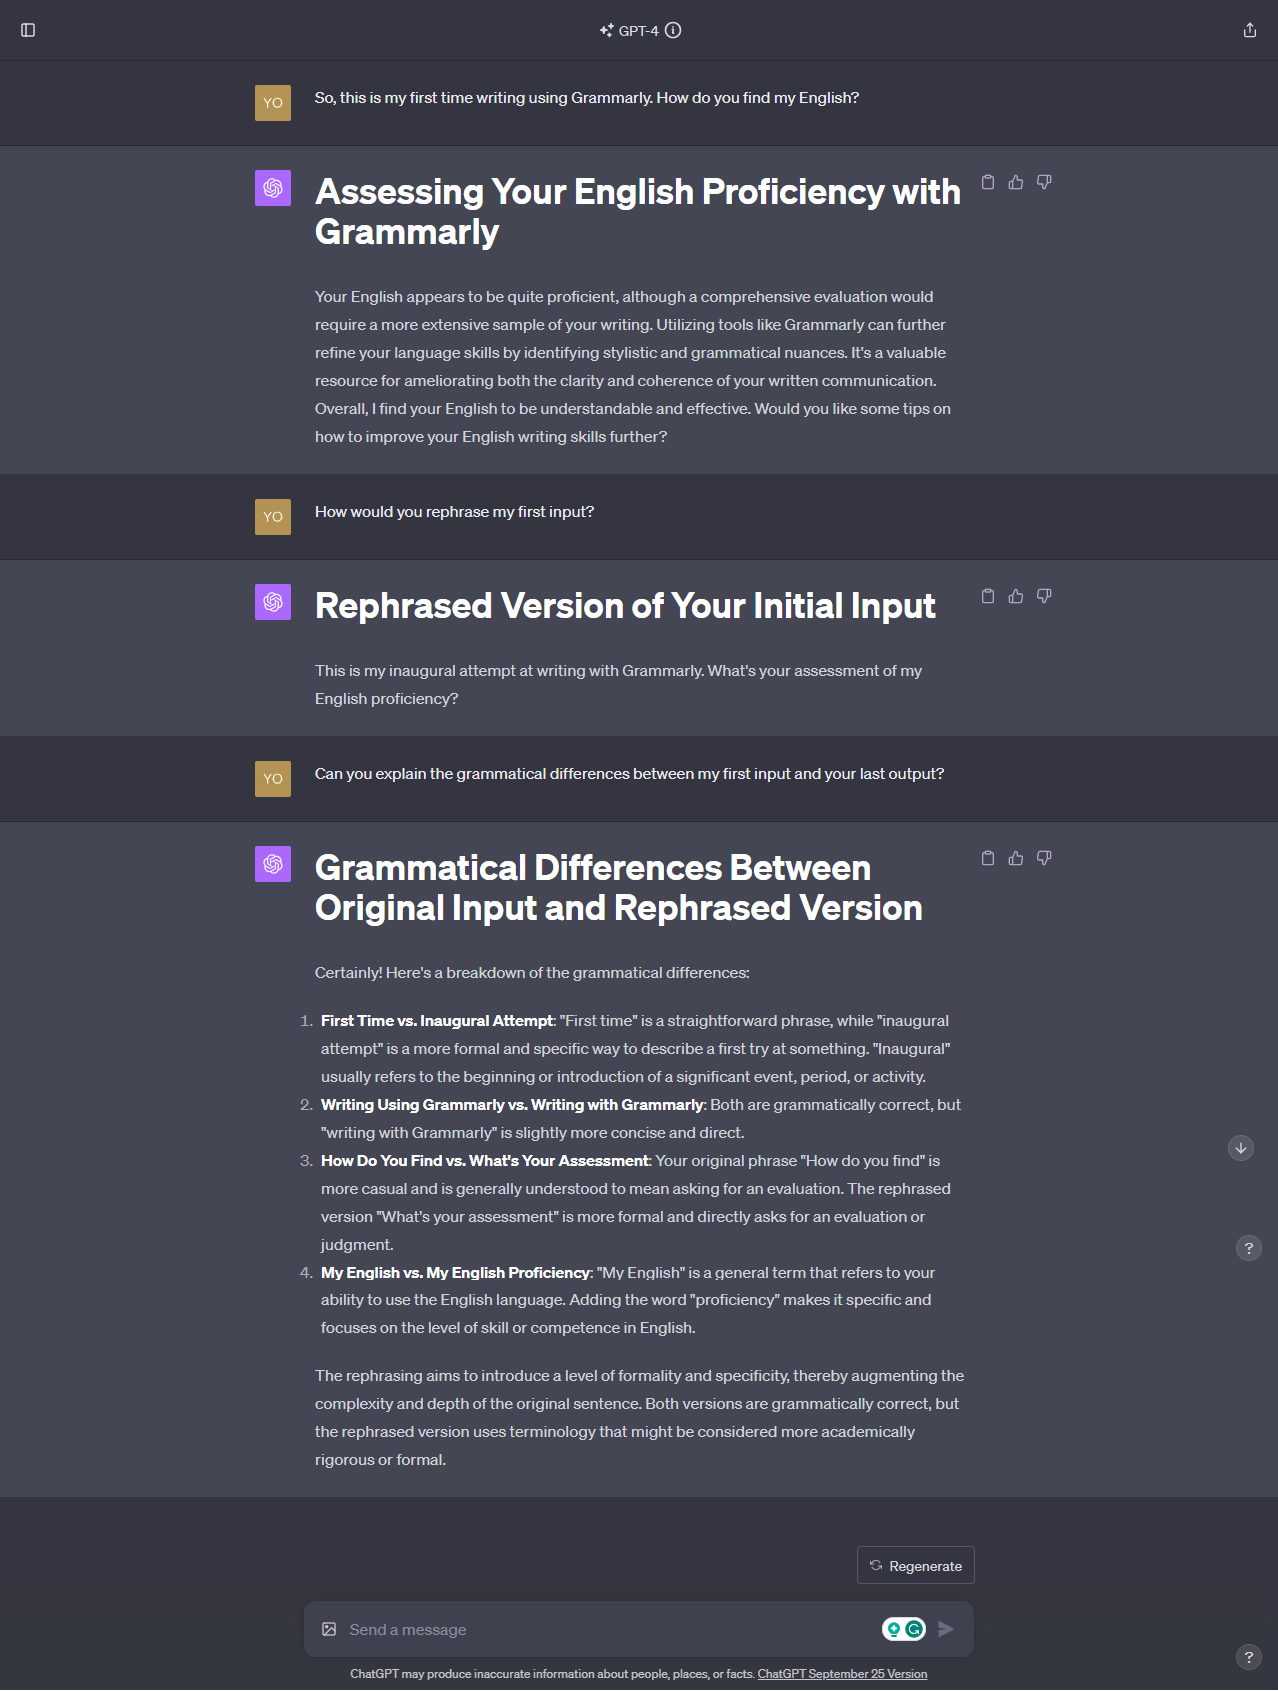 GPT-4
YO
So, this is my first time writing using Grammarly. How do you find my English?
Assessing Your English Proficiency with
Grammarly
Your English appears to be quite proficient, although a comprehensive evaluation would
require a more extensive sample of your writing. Utilizing tools like Grammarly can further
refine your language skills by identifying stylistic and grammatical nuances. It's a valuable
resource for ameliorating both the clarity and coherence of your written communication.
Overall, I find your English to be understandable and effective. Would you like some tips on
how to improve your English writing skills further?
YO
How would you rephrase my first input?
Rephrased Version of Your Initial Input
This is my inaugural attempt at writing with Grammarly. What's your assessment of my
English proficiency?
YO
Can you explain the grammatical differences between my first input and your last output?
Grammatical Differences Between
Original Input and Rephrased Version
Certainly! Here's a breakdown of the grammatical differences:
1. First Time vs. Inaugural Attempt: "First time" is a straightforward phrase, while "inaugural
attempt" is a more formal and specific way to describe a first try at something. "Inaugural"
usually refers to the beginning or introduction of a significant event, period, or activity.
2. Writing Using Grammarly vs. Writing with Grammarly: Both are grammatically correct, but
"writing with Grammarly" is slightly more concise and direct.
3. How Do You Find vs. What's Your Assessment: Your original phrase "How do you find" is
more casual and is generally understood to mean asking for an evaluation. The rephrased
version "What's your assessment" is more formal and directly asks for an evaluation or
judgment.
4. My English vs. My English Proficiency: "My English" is a general term that refers to your
ability to use the English language. Adding the word "proficiency" makes it specific and
focuses on the level of skill or competence in English.
The rephrasing aims to introduce a level of formality and specificity, thereby augmenting the
complexity and depth of the original sentence. Both versions are grammatically correct, but
the rephrased version uses terminology that might be considered more academically
rigorous or formal.
?
Regenerate
Send a message
?
ChatGPT may produce inaccurate information about people, places, or facts. ChatGPT September 25 Version